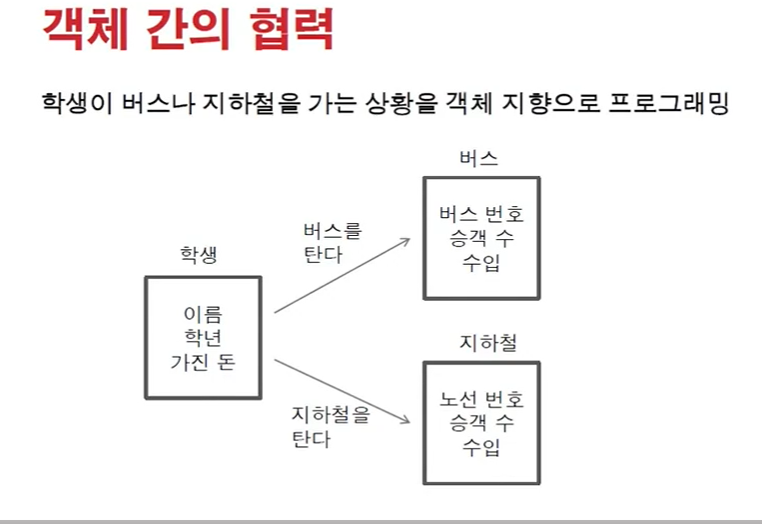 객체 간의 협력
학생이 버스나 지하철을 가는 상황을 객체 지향으로 프로그래밍
버스
버스 번호
승객 수
수입
버스를
탄다
학생
이름
학년
가진 돈
지하철
노선 번호
승객 수
수입
지하철을
탄다